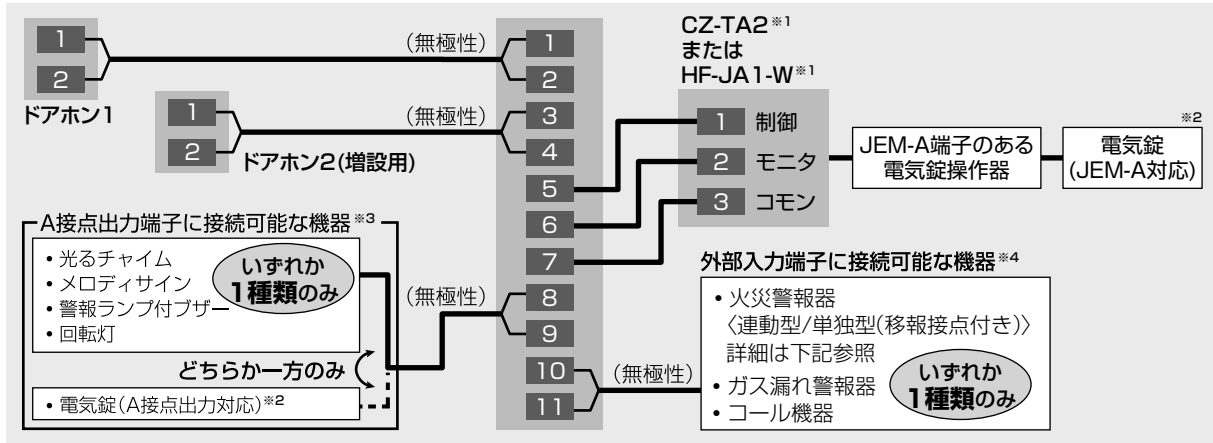 1
2
ドアホン1
(無極性)
1
2
1
2
ドアホン2(増設用)
(無極性)
3
4
5
6
7
CZ-TA2※1
または
HF-JA1-W※1
1 制御
2 モニタ
3 コモン
JEM-A端子のある
電気錠操作器
※2
電気錠
(JEM-A対応)
A接点出力端子に接続可能な機器※3
• 光るチャイム
• メロディサイン
• 警報ランプ付ブザー
• 回転灯
いずれか
1種類のみ
どちらか一方のみ
• 電気錠(A接点出力対応)※2
(無極性)
8
9
10
11
(無極性)
外部入力端子に接続可能な機器※4
• 火災警報器
〈連動型/単独型(移報接点付き)〉
詳細は下記参照
• ガス漏れ警報器
• コール機器
いずれか
1種類のみ